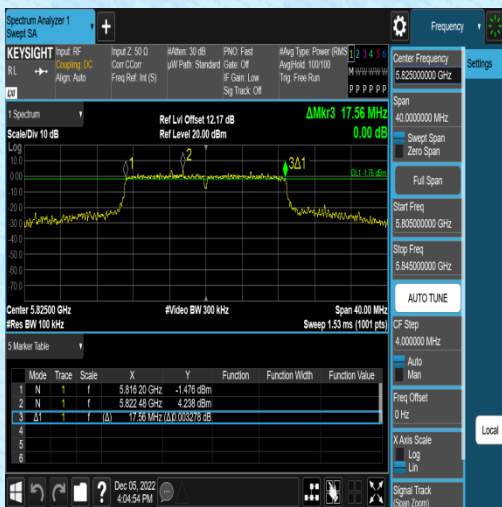 Spectrum Analyzer 1
Swept SA
Frequency
KEYSIGHT
Input: RF
Coupling: DC
Align: Auto
Input Z: 50 Ω
Corr CCorr
Freq Ref: Int (S)
#Atten: 30 dB
µW Path: Standard
PNO: Fast
Gate: Off
IF Gain: Low
Sig Track: Off
#Avg Type: Power (RMS
Avg|Hold: 100/100
Trig: Free Run
1 2 3 4 5 6
M W W W W W
P P P P P P
RL
1 Spectrum
Scale/Div 10 dB
Ref Lvl Offset 12.17 dB
Ref Level 20.00 dBm
ΔMkr3 17.56 MHz
0.00 dB
Log
10.0
0.00
-10.0
-20.0
-30.0
-40.0
-50.0
-60.0
-70.0
1
2
3Δ1
DL1 -1.76 dBm
Center 5.82500 GHz
#Res BW 100 kHz
#Video BW 300 kHz
Span 40.00 MHz
Sweep 1.53 ms (1001 pts)
5 Marker Table
Mode Trace Scale X Y Function Function Width Function Value
1 N 1 f 5.816 20 GHz -1.476 dBm
2 N 1 f 5.822 48 GHz 4.238 dBm
3 Δ1 1 f (Δ) 17.56 MHz (Δ) 0.003278 dB
4
5
6
Dec 05, 2022
4:04:54 PM
Center Frequency
5.825000000 GHz
Settings
Span
40.0000000 MHz
Swept Span
Zero Span
Full Span
Start Freq
5.805000000 GHz
Stop Freq
5.845000000 GHz
AUTO TUNE
CF Step
4.000000 MHz
Auto
Man
Freq Offset
0 Hz
Local
X Axis Scale
Log
Lin
Signal Track
(Span Zoom)